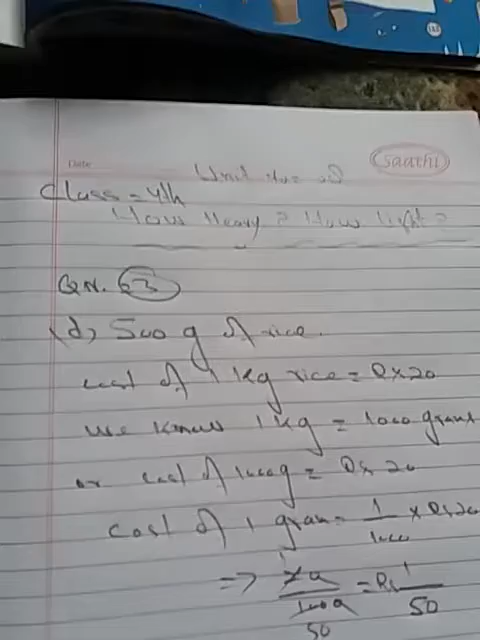 Date
saathi
Unit
Class = 4th
How Heavy? How light?
QN. 63
(d) 500 g of rice.
cost of 1 kg rice = Rs 20
we know 1 kg = 1000 gram
or cost of 1000g = Rs 20
cost of 1 gram = 1/1000 × Rs 20
=> 20/1000 = Rs 1/50
50